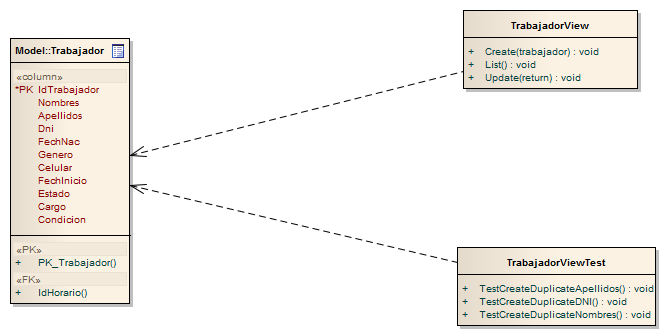 Model::Trabajador
«column»
*PK IdTrabajador
Nombres
Apellidos
Dni
FechNac
Genero
Celular
FechInicio
Estado
Cargo
Condicion
«PK»
+ PK_Trabajador()
«FK»
+ IdHorario()
TrabajadorView
+ Create(trabajador) : void
+ List() : void
+ Update(return) : void
TrabajadorViewTest
+ TestCreateDuplicateApellidos() : void
+ TestCreateDuplicateDNI() : void
+ TestCreateDuplicateNombres() : void